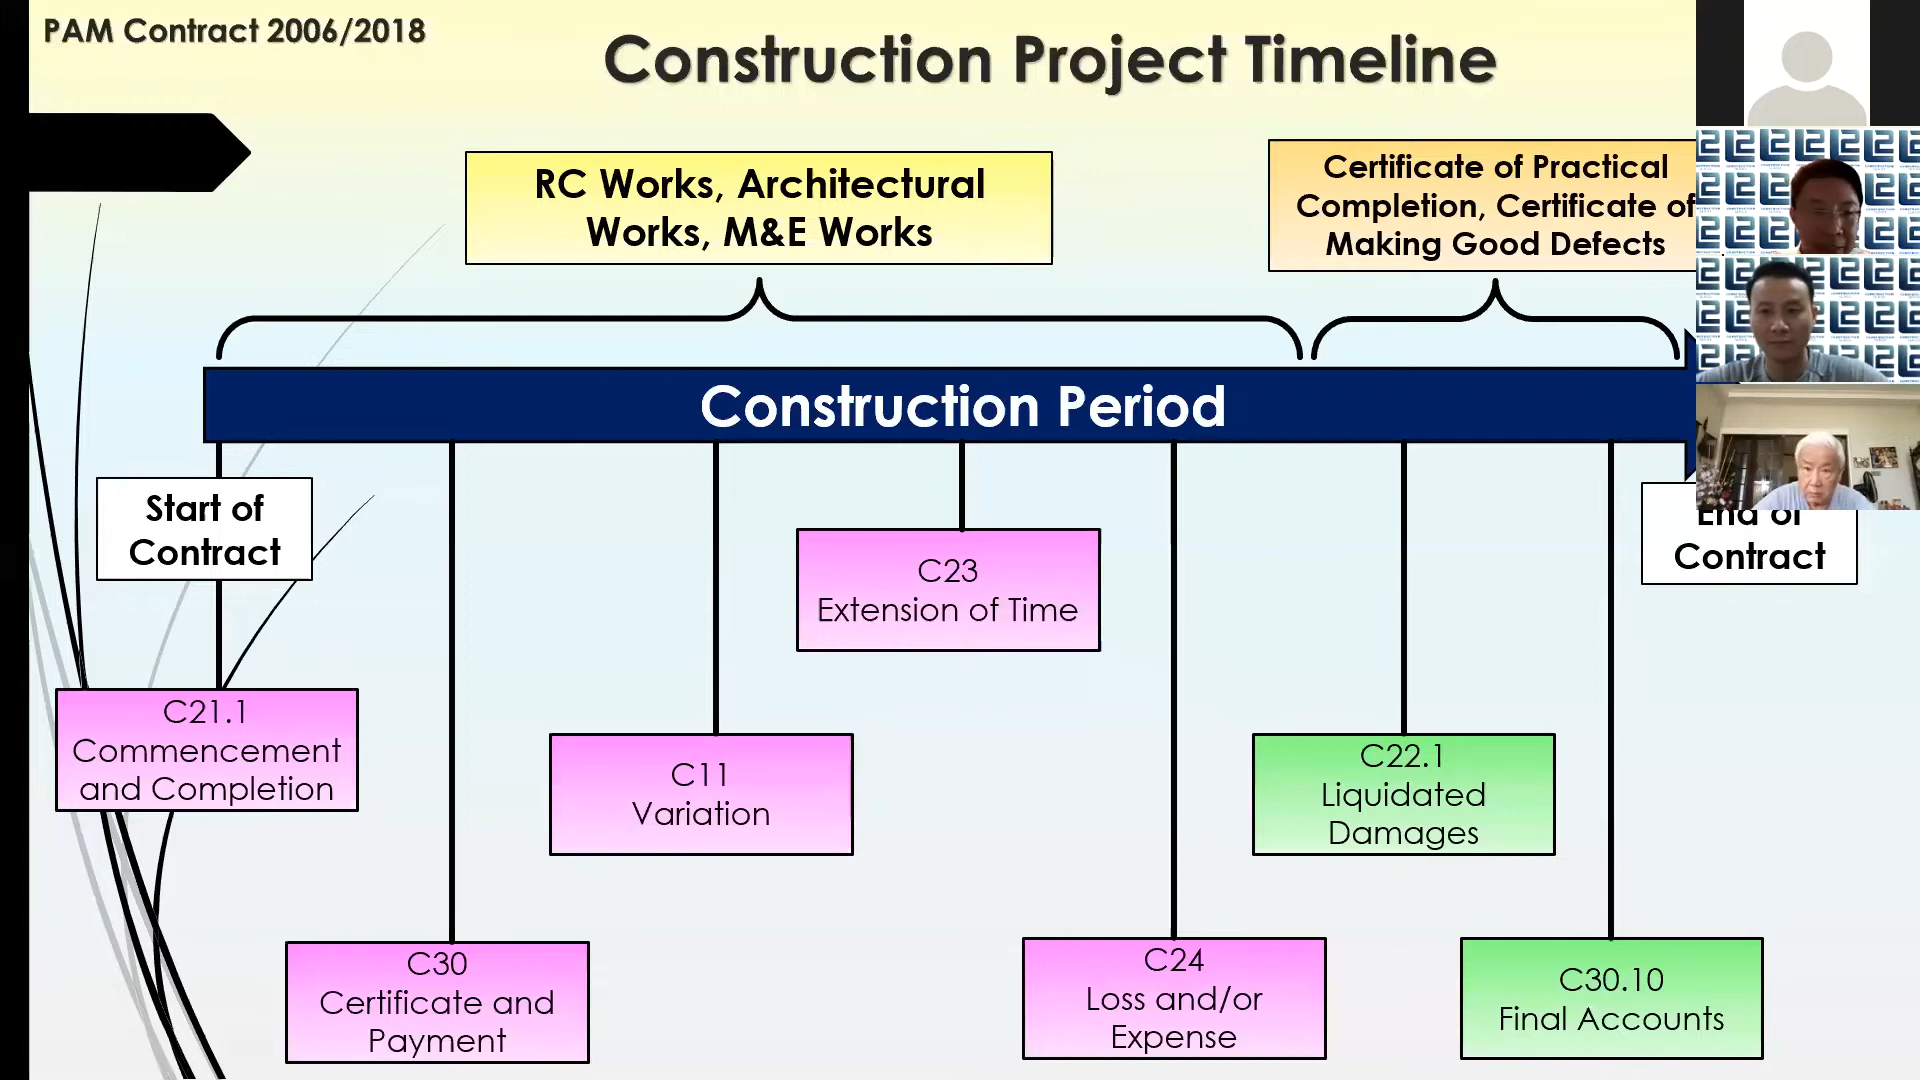 PAM Contract 2006/2018
Construction Project Timeline
RC Works, Architectural
Works, M&E Works
Certificate of Practical
Completion, Certificate of
Making Good Defects
Construction Period
Start of
Contract
End of
Contract
C23
Extension of Time
C21.1
Commencement
and Completion
C11
Variation
C22.1
Liquidated
Damages
C30
Certificate and
Payment
C24
Loss and/or
Expense
C30.10
Final Accounts